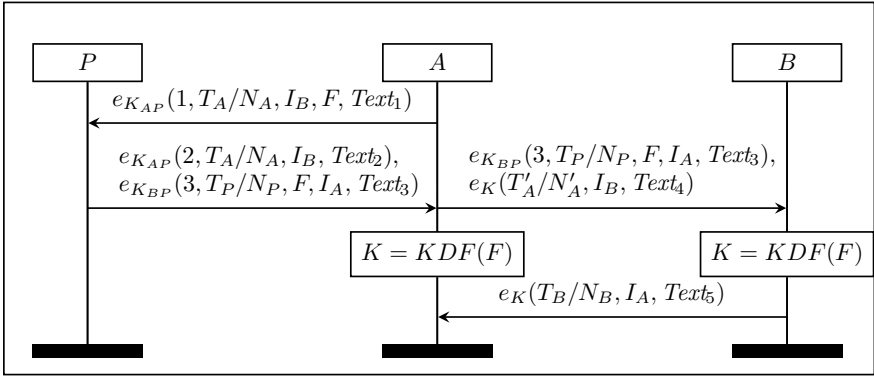 P A B
e_{K_{AP}}(1, T_A/N_A, I_B, F, Text_1)
e_{K_{AP}}(2, T_A/N_A, I_B, Text_2),
e_{K_{BP}}(3, T_P/N_P, F, I_A, Text_3)
e_{K_{BP}}(3, T_P/N_P, F, I_A, Text_3),
e_K(T'_A/N'_A, I_B, Text_4)
K = KDF(F) K = KDF(F)
e_K(T_B/N_B, I_A, Text_5)